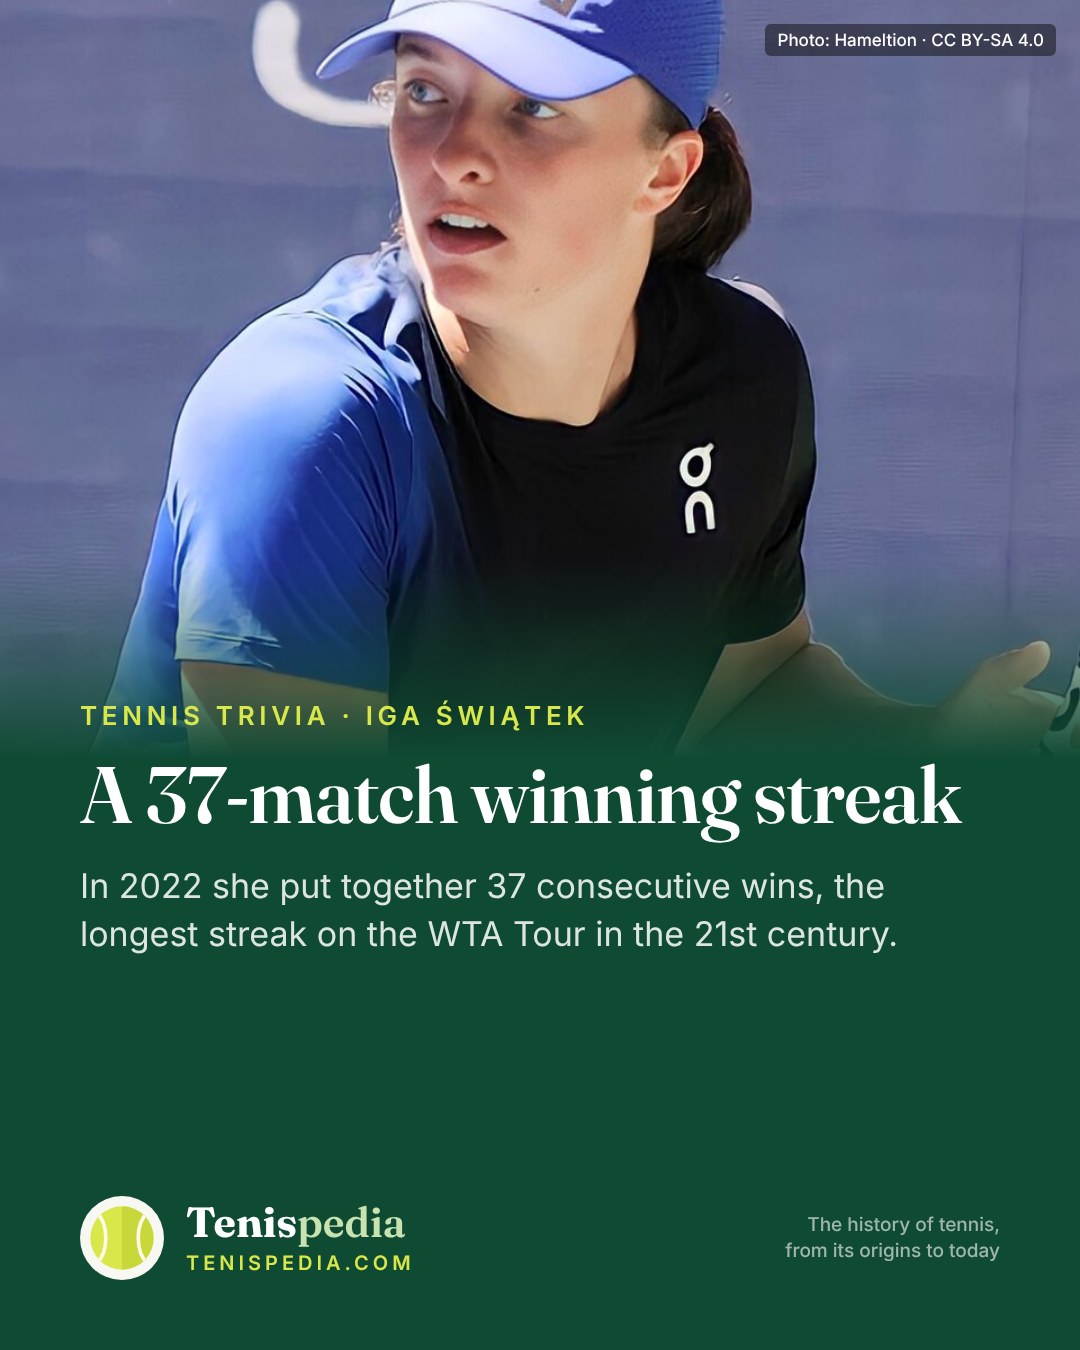 Photo: Hameltion · CC BY-SA 4.0
on
TENNIS TRIVIA · IGA ŚWIĄTEK
A 37-match winning streak
In 2022 she put together 37 consecutive wins, the
longest streak on the WTA Tour in the 21st century.
Tenispedia
TENISPEDIA.COM
The history of tennis,
from its origins to today